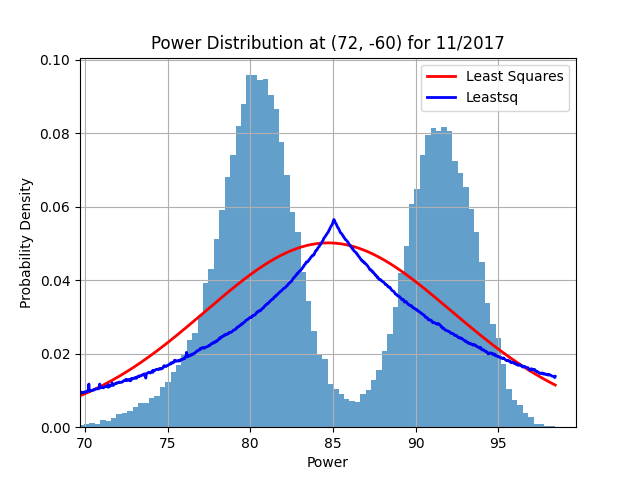 Power Distribution at (72, -60) for 11/2017
Least Squares
Leastsq
Probability Density
0.10
0.08
0.06
0.04
0.02
0.00
70 75 80 85 90 95
Power